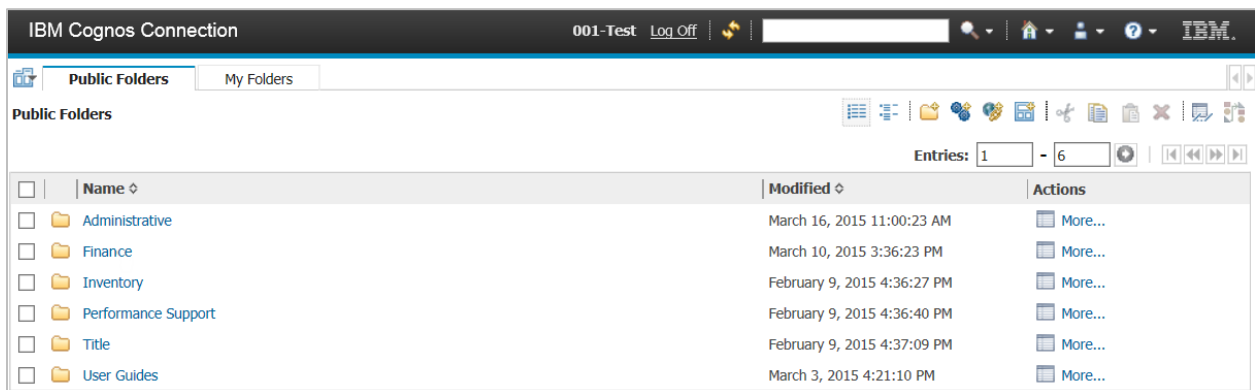 IBM Cognos Connection 001-Test Log Off IBM.
Public Folders My Folders
Public Folders
Entries: 1 - 6
Name Modified Actions
Administrative March 16, 2015 11:00:23 AM More...
Finance March 10, 2015 3:36:23 PM More...
Inventory February 9, 2015 4:36:27 PM More...
Performance Support February 9, 2015 4:36:40 PM More...
Title February 9, 2015 4:37:09 PM More...
User Guides March 3, 2015 4:21:10 PM More...